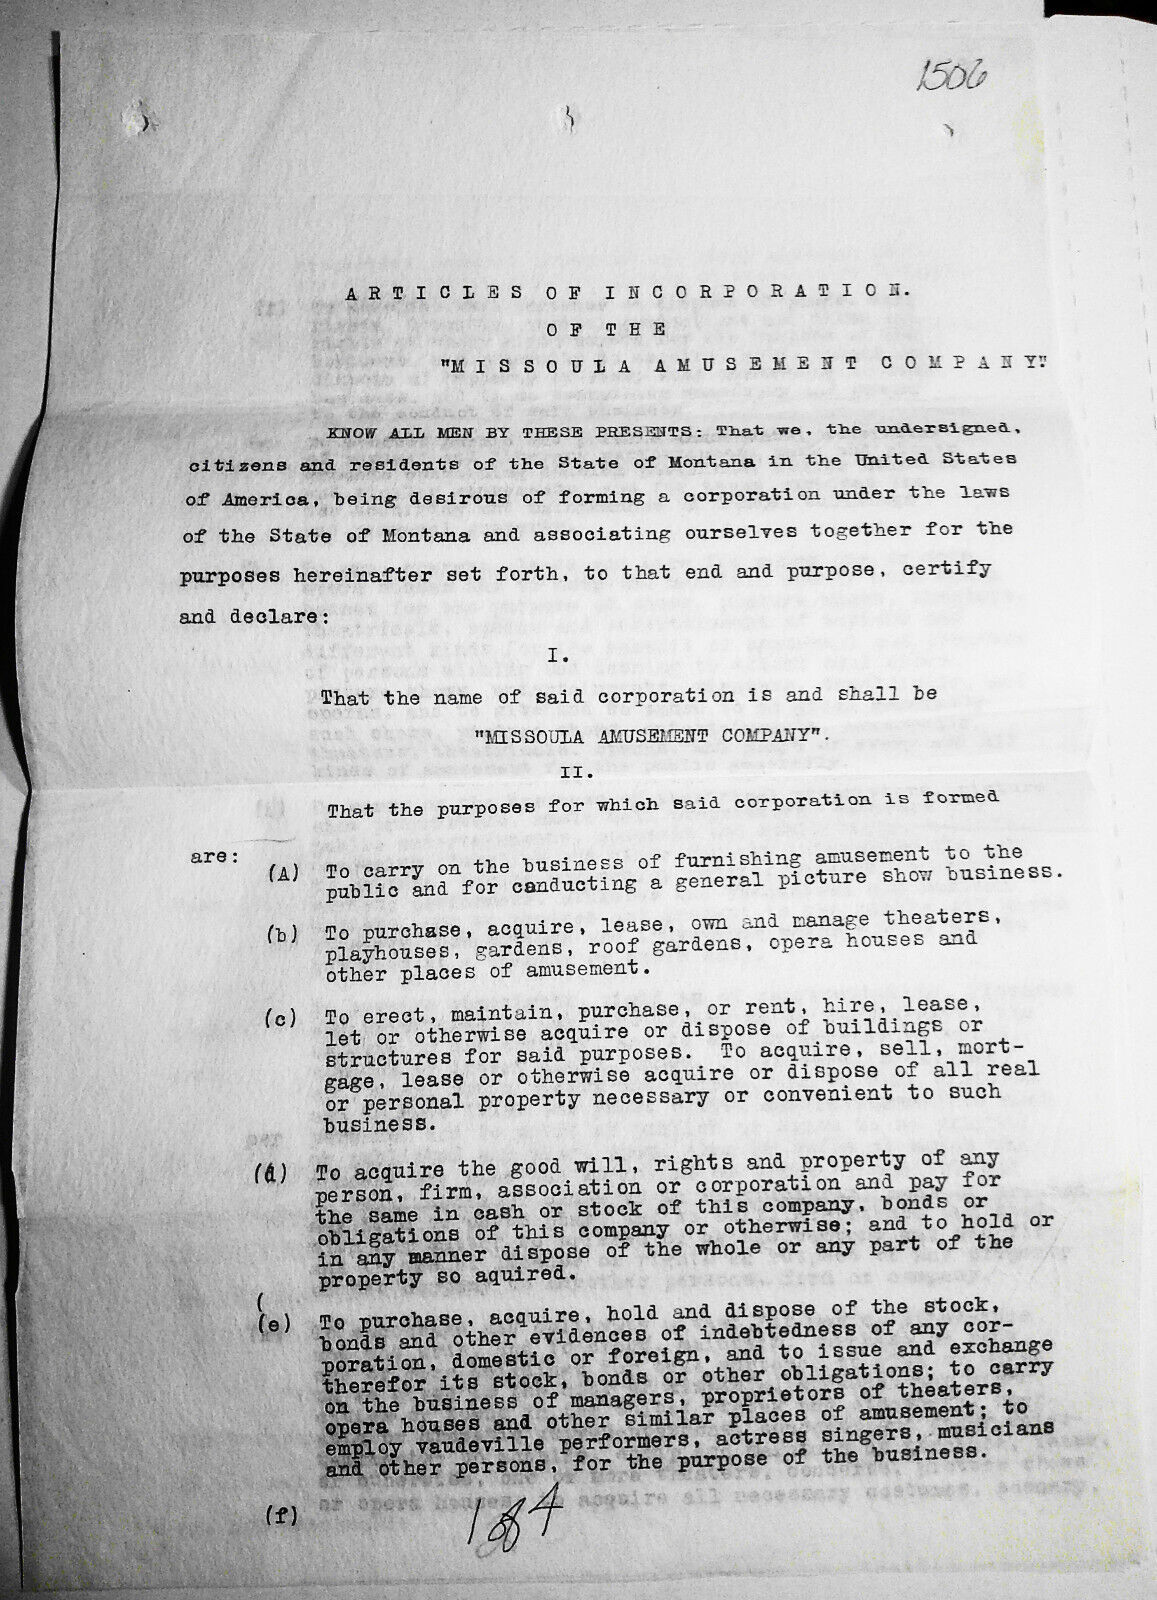 1506
ARTICLES OF INCORPORATION.
OF THE
"MISSOULA AMUSEMENT COMPANY".
KNOW ALL MEN BY THESE PRESENTS: That we, the undersigned,
citizens and residents of the State of Montana in the United States
of America, being desirous of forming a corporation under the laws
of the State of Montana and associating ourselves together for the
purposes hereinafter set forth, to that end and purpose, certify
and declare:
I.
That the name of said corporation is and shall be
"MISSOULA AMUSEMENT COMPANY".
II.
That the purposes for which said corporation is formed
are:
(A) To carry on the business of furnishing amusement to the
public and for canducting a general picture show business.
(b) To purchase, acquire, lease, own and manage theaters,
playhouses, gardens, roof gardens, opera houses and
other places of amusement.
(c) To erect, maintain, purchase, or rent, hire, lease,
let or otherwise acquire or dispose of buildings or
structures for said purposes. To acquire, sell, mort-
gage, lease or otherwise acquire or dispose of all real
or personal property necessary or convenient to such
business.
(d) To acquire the good will, rights and property of any
person, firm, association or corporation and pay for
the same in cash or stock of this company, bonds or
obligations of this company or otherwise; and to hold or
in any manner dispose of the whole or any part of the
property so aquired.
(
(e) To purchase, acquire, hold and dispose of the stock,
bonds and other evidences of indebtedness of any cor-
poration, domestic or foreign, and to issue and exchange
therefor its stock, bonds or other obligations; to carry
on the business of managers, proprietors of theaters,
opera houses and other similar places of amusement; to
employ vaudeville performers, actress singers, musicians
and other persons, for the purpose of the business.
(f)